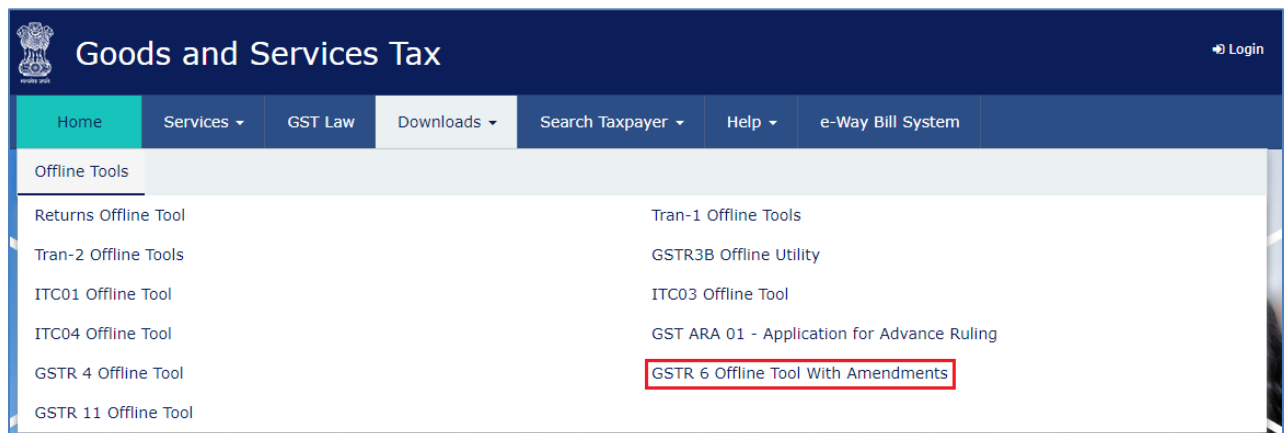 Goods and Services Tax
Login
Home Services GST Law Downloads Search Taxpayer Help e-Way Bill System
Offline Tools
Returns Offline Tool Tran-1 Offline Tools
Tran-2 Offline Tools GSTR3B Offline Utility
ITC01 Offline Tool ITC03 Offline Tool
ITC04 Offline Tool GST ARA 01 - Application for Advance Ruling
GSTR 4 Offline Tool GSTR 6 Offline Tool With Amendments
GSTR 11 Offline Tool